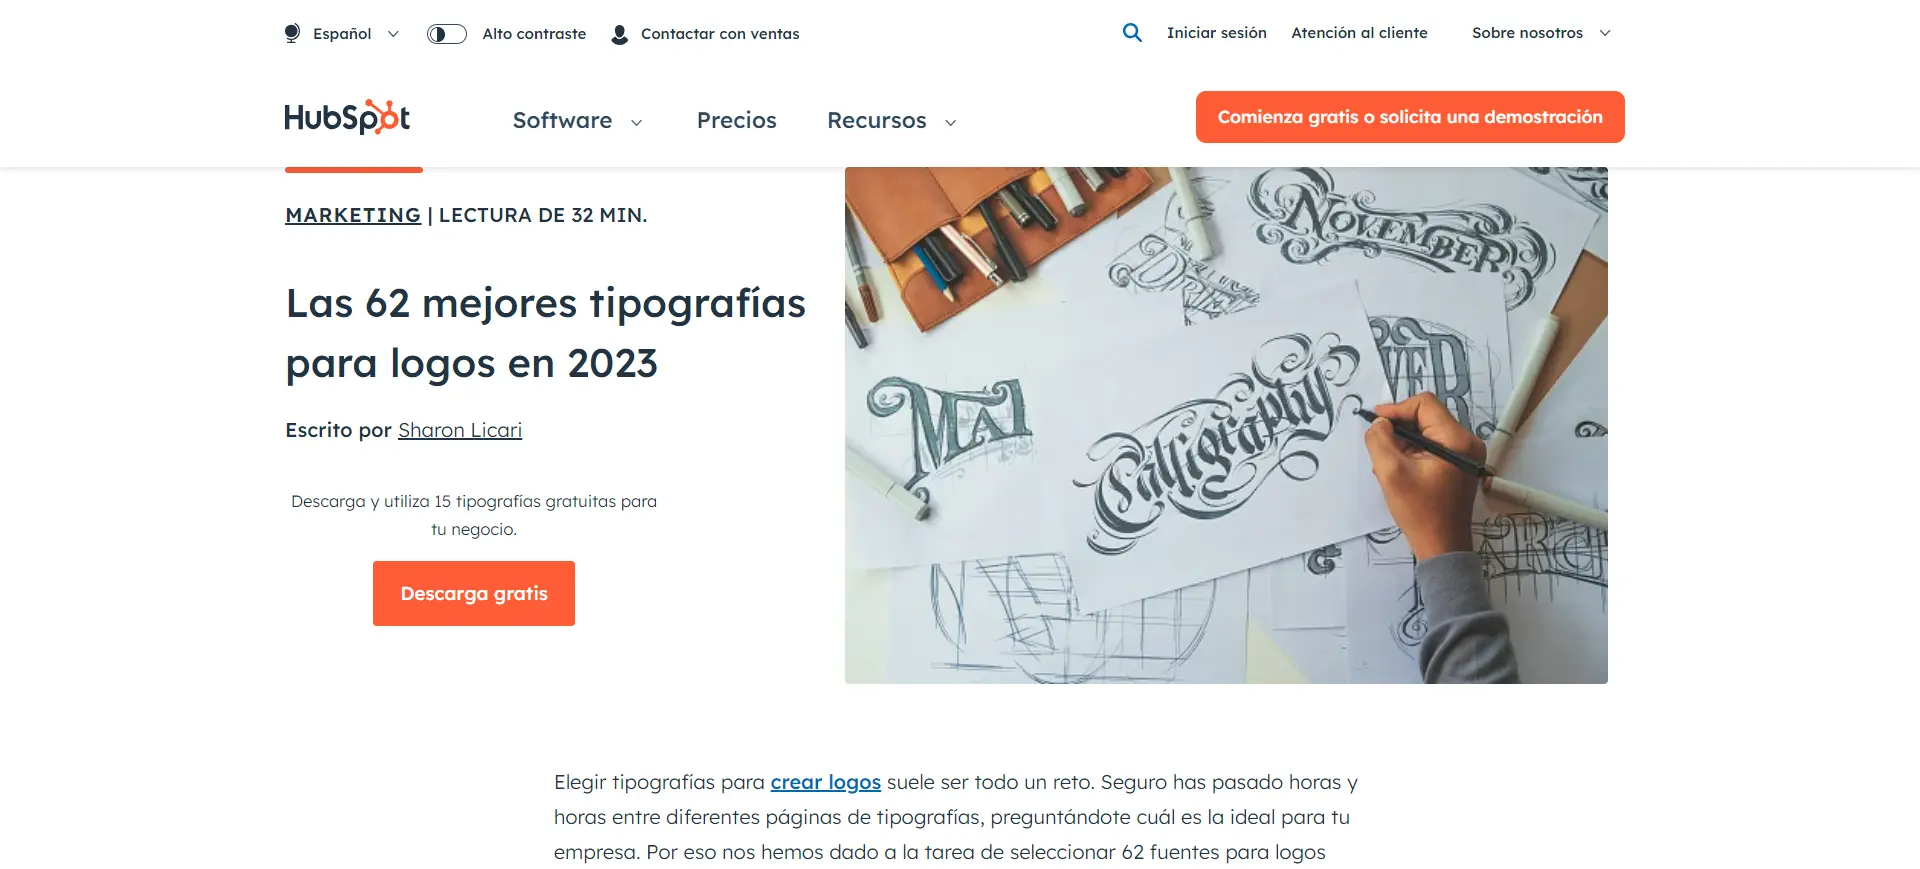 Español
Alto contraste
Contactar con ventas
Iniciar sesión
Atención al cliente
Sobre nosotros
HubSpot
Software
Precios
Recursos
Comienza gratis o solicita una demostración
MARKETING | LECTURA DE 32 MIN.
Las 62 mejores tipografías
para logos en 2023
Escrito por Sharon Licari
Descarga y utiliza 15 tipografías gratuitas para
tu negocio.
Descarga gratis
NOVEMBER
MAI
Calligraphy
Elegir tipografías para crear logos suele ser todo un reto. Seguro has pasado horas y
horas entre diferentes páginas de tipografías, preguntándote cuál es la ideal para tu
empresa. Por eso nos hemos dado a la tarea de seleccionar 62 fuentes para logos